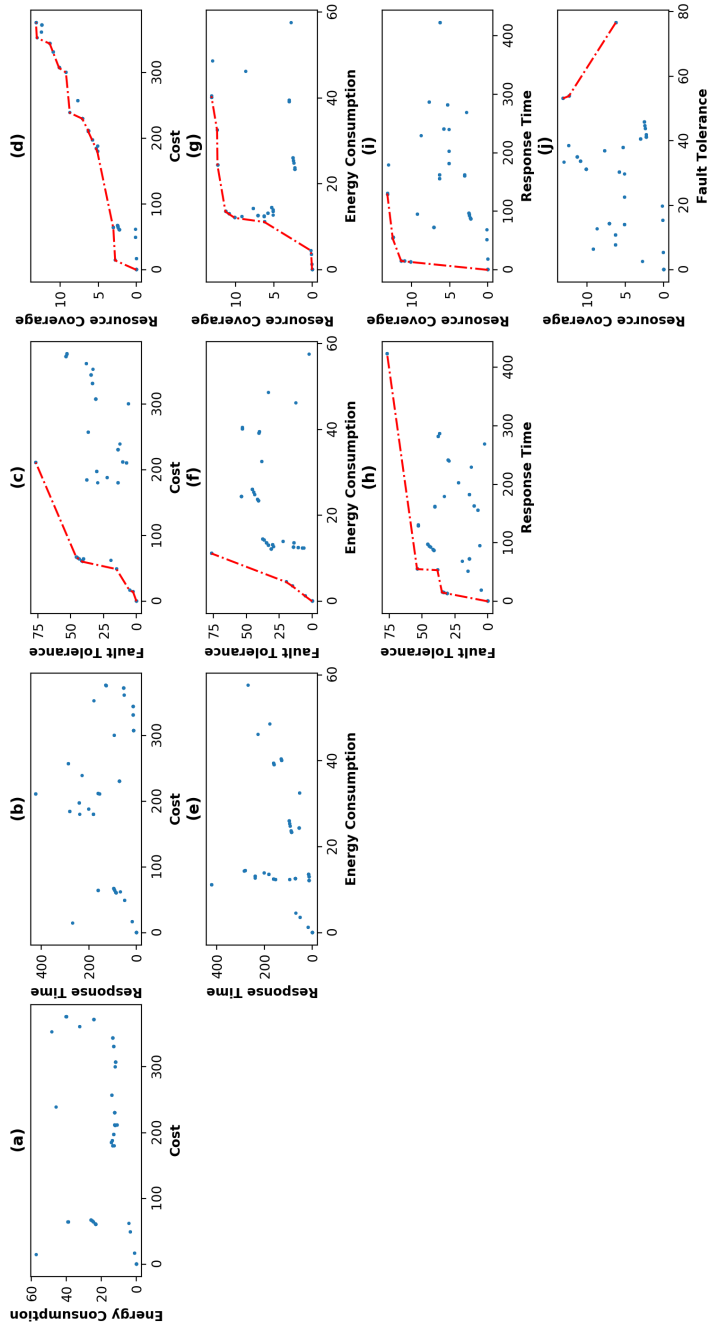 (a)
Energy Consumption
60
40
20
0
0 100 200 300
Cost
(b)
Response Time
400
200
0
0 100 200 300
Cost
(c)
Fault Tolerance
75
50
25
0
0 100 200 300
Cost
(d)
Resource Coverage
10
5
0
0 100 200 300
Cost
(e)
Response Time
400
200
0
0 20 40 60
Energy Consumption
(f)
Fault Tolerance
75
50
25
0
0 20 40 60
Energy Consumption
(g)
Resource Coverage
10
5
0
0 20 40 60
Energy Consumption
(h)
Fault Tolerance
75
50
25
0
0 100 200 300 400
Response Time
(i)
Resource Coverage
10
5
0
0 100 200 300 400
Response Time
(j)
Resource Coverage
10
5
0
0 20 40 60 80
Fault Tolerance